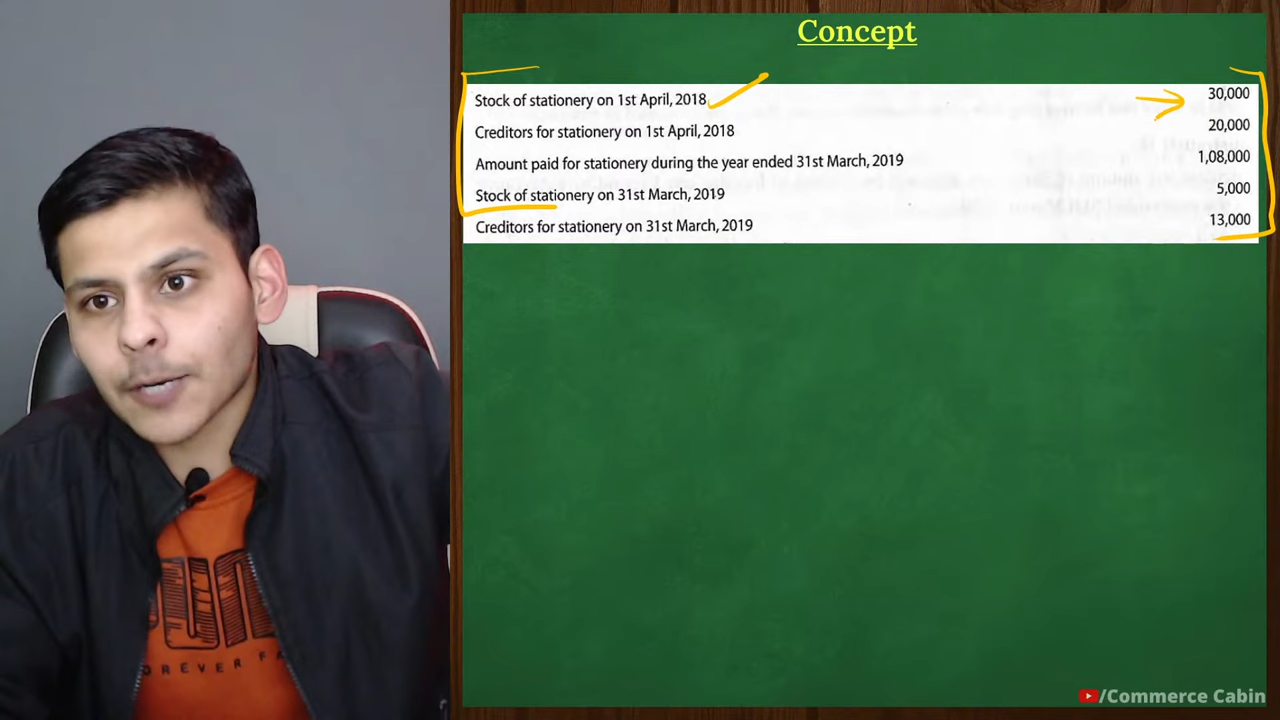 Concept
Stock of stationery on 1st April, 2018 30,000
Creditors for stationery on 1st April, 2018 20,000
Amount paid for stationery during the year ended 31st March, 2019 1,08,000
Stock of stationery on 31st March, 2019 5,000
Creditors for stationery on 31st March, 2019 13,000
/Commerce Cabin